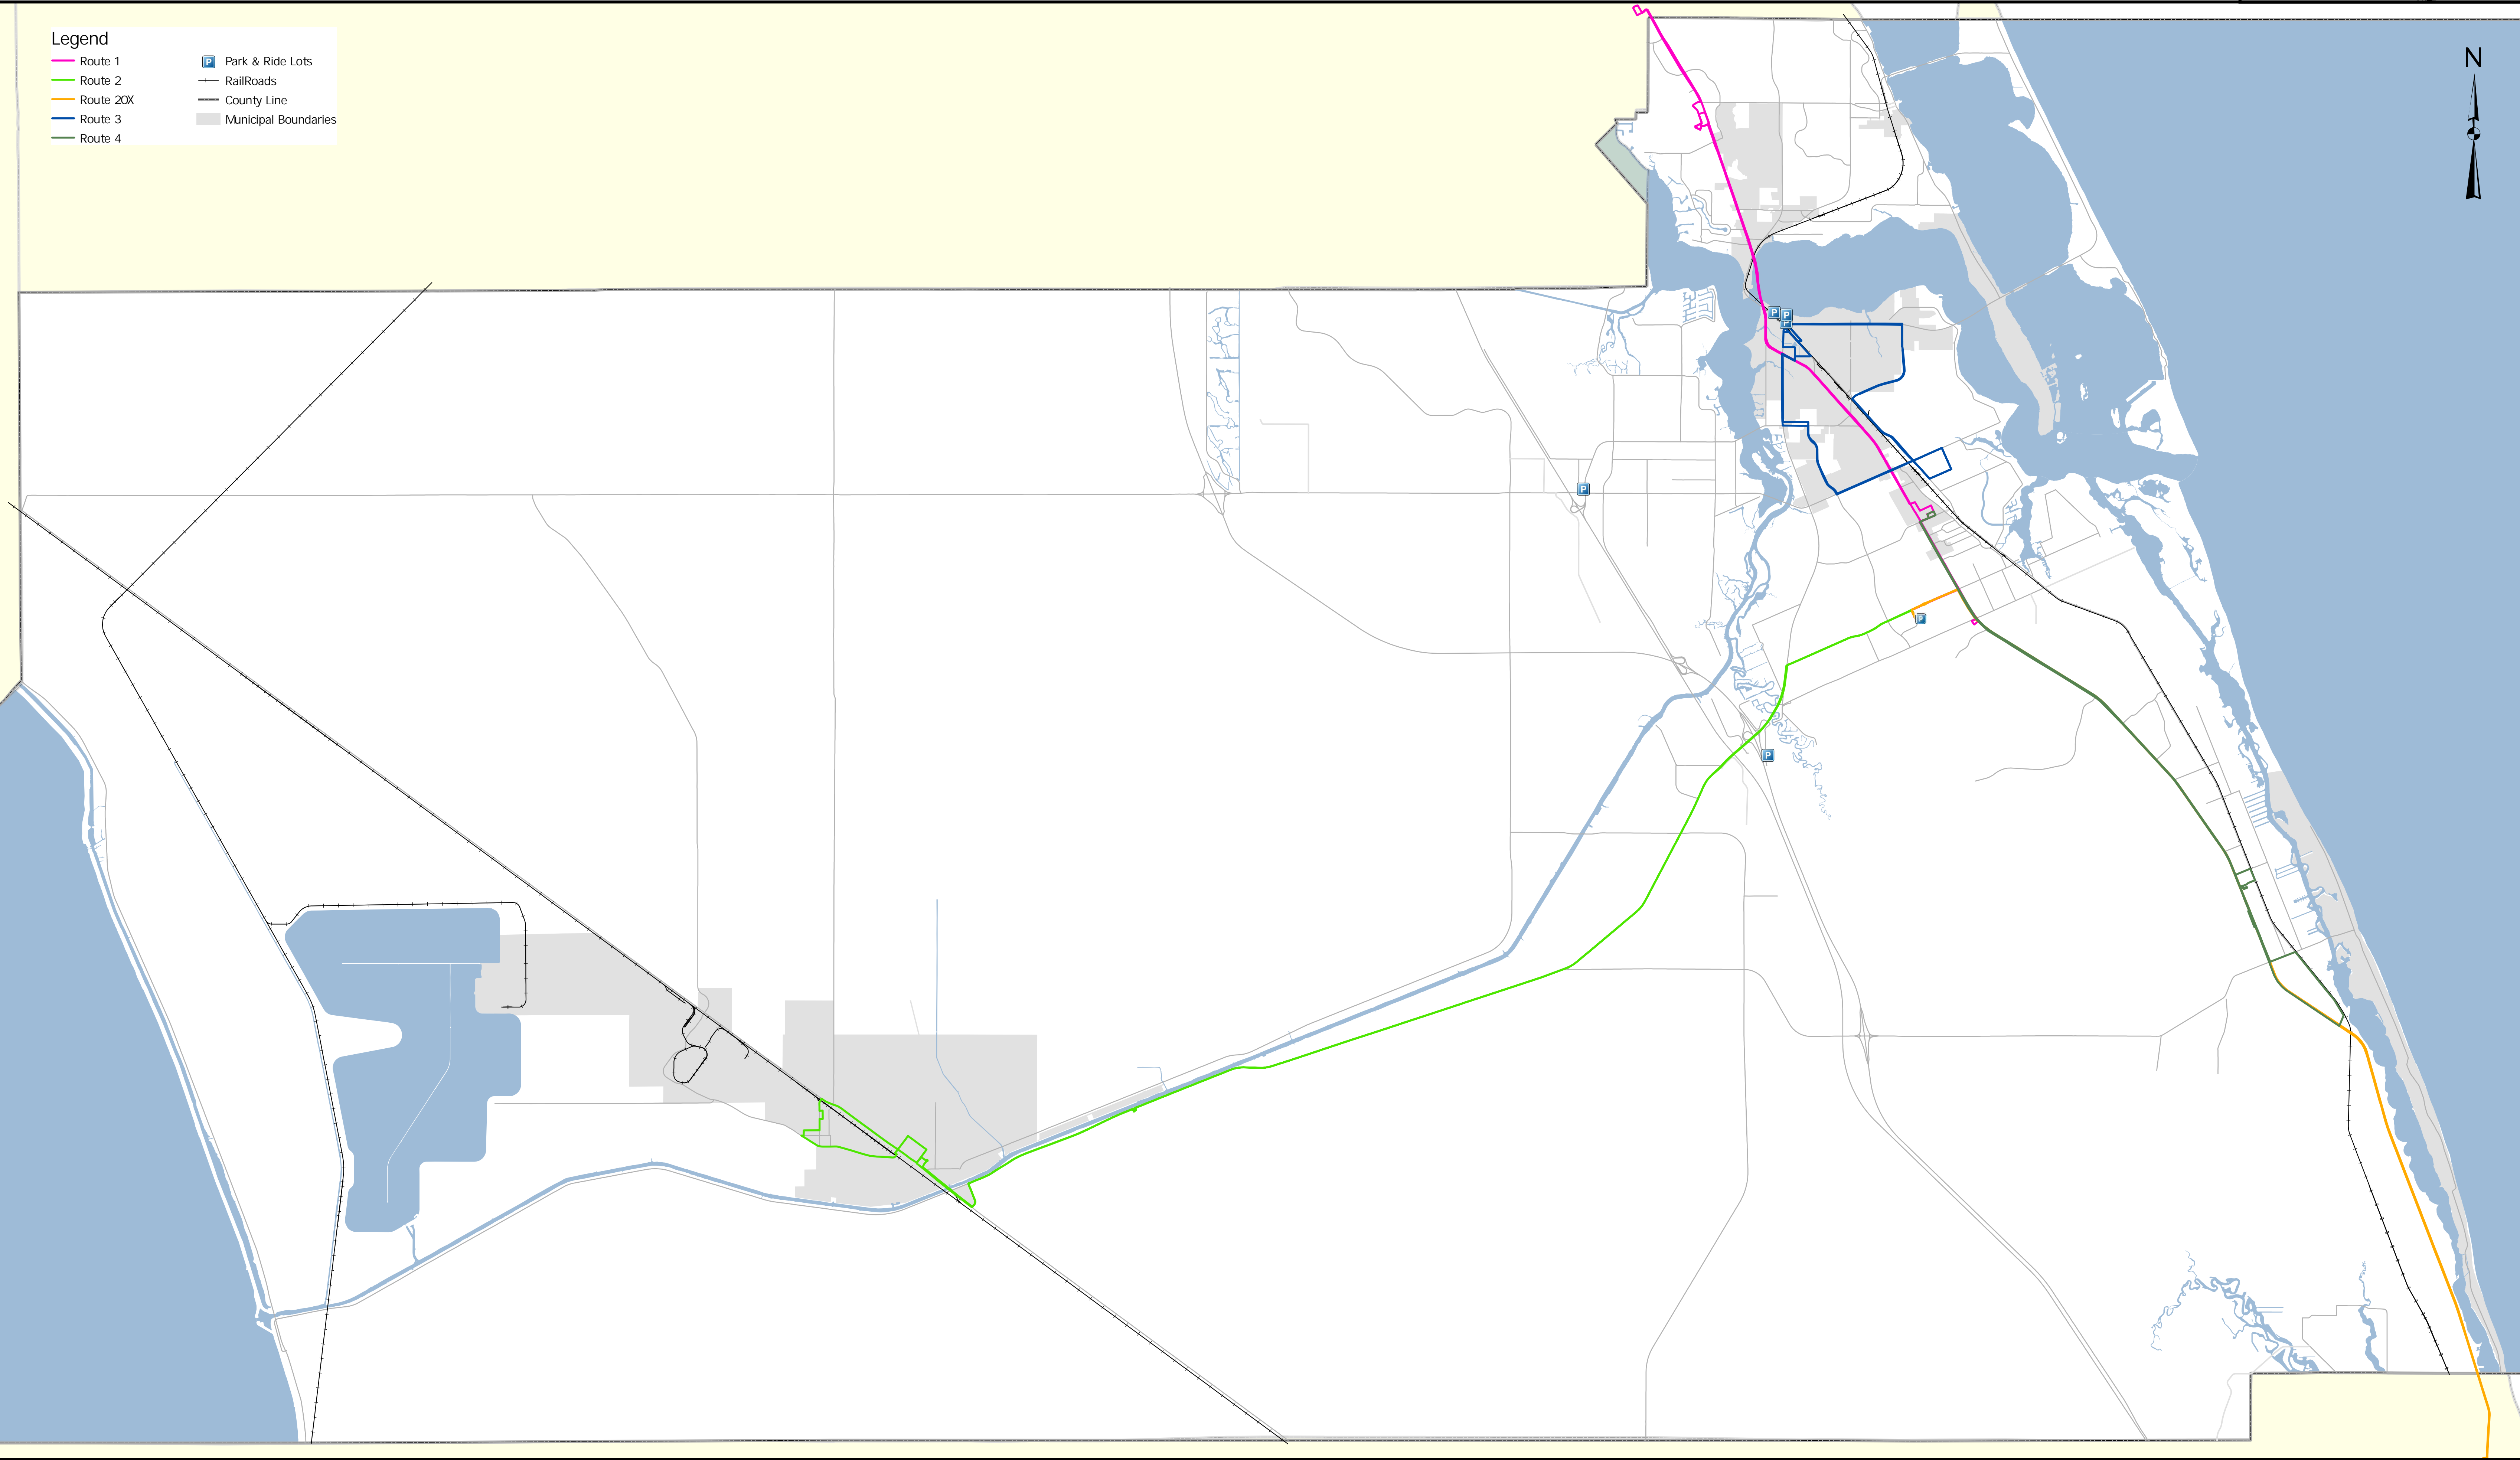 Legend
Route 1
Route 2
Route 20X
Route 3
Route 4
P Park & Ride Lots
RailRoads
County Line
Municipal Boundaries
N
P
P
P
P
P
P